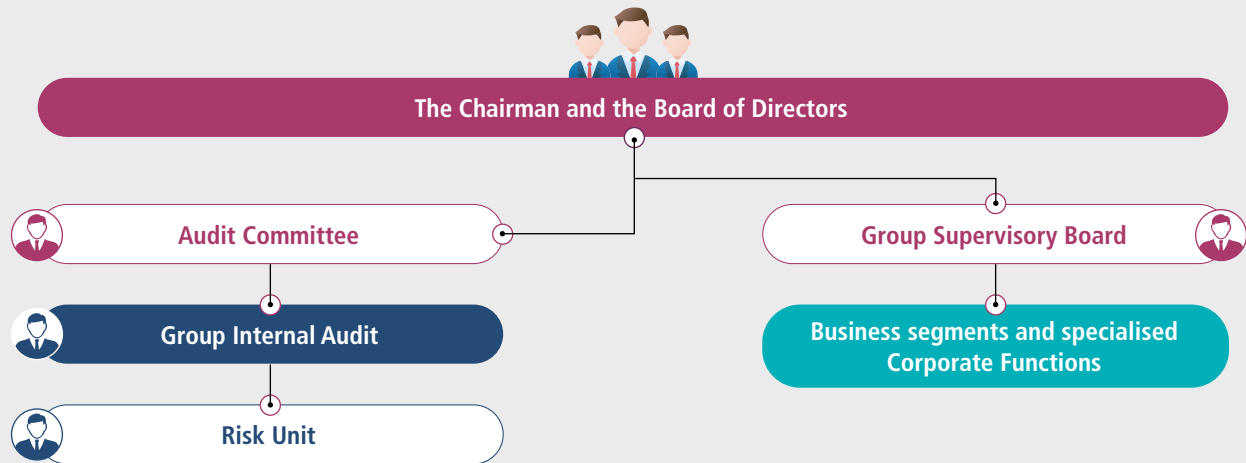 The Chairman and the Board of Directors
Audit Committee
Group Supervisory Board
Group Internal Audit
Business segments and specialised
Corporate Functions
Risk Unit